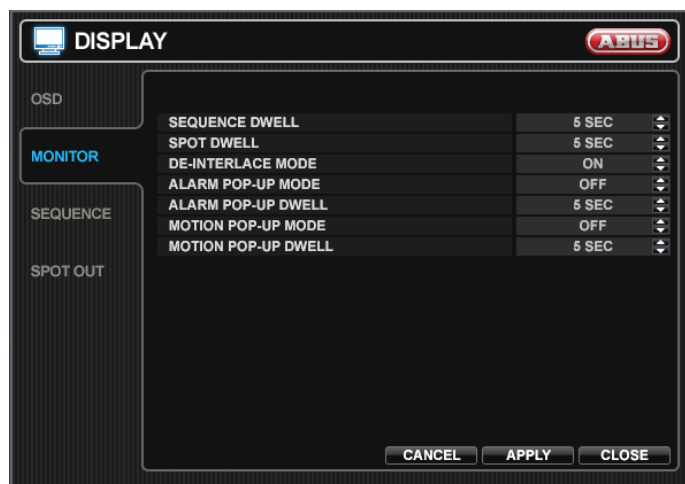 DISPLAY
ABUS
OSD
MONITOR
SEQUENCE
SPOT OUT
SEQUENCE DWELL 5 SEC
SPOT DWELL 5 SEC
DE-INTERLACE MODE ON
ALARM POP-UP MODE OFF
ALARM POP-UP DWELL 5 SEC
MOTION POP-UP MODE OFF
MOTION POP-UP DWELL 5 SEC
CANCEL APPLY CLOSE